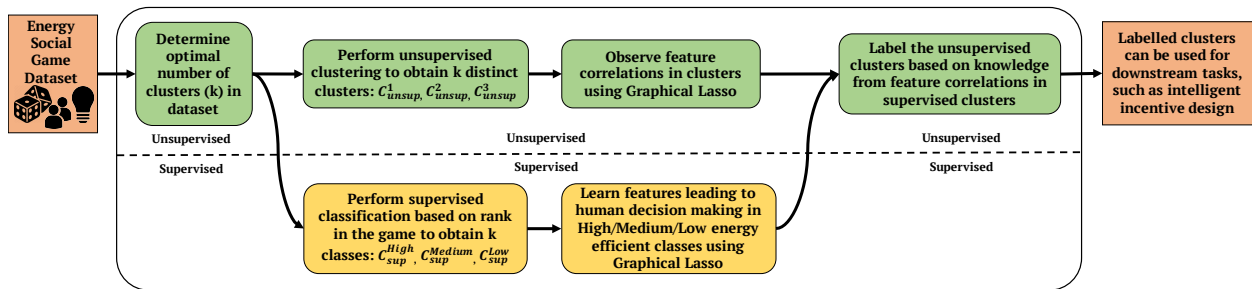 Energy
Social
Game
Dataset
Determine
optimal
number of
clusters (k) in
dataset
Perform unsupervised
clustering to obtain k distinct
clusters: C¹unsup, C²unsup, C³unsup
Observe feature
correlations in clusters
using Graphical Lasso
Label the unsupervised
clusters based on knowledge
from feature correlations in
supervised clusters
Labelled clusters
can be used for
downstream tasks,
such as intelligent
incentive design
Unsupervised
Unsupervised
Unsupervised
Supervised
Supervised
Supervised
Perform supervised
classification based on rank
in the game to obtain k
classes: C^High_sup, C^Medium_sup, C^Low_sup
Learn features leading to
human decision making in
High/Medium/Low energy
efficient classes using
Graphical Lasso